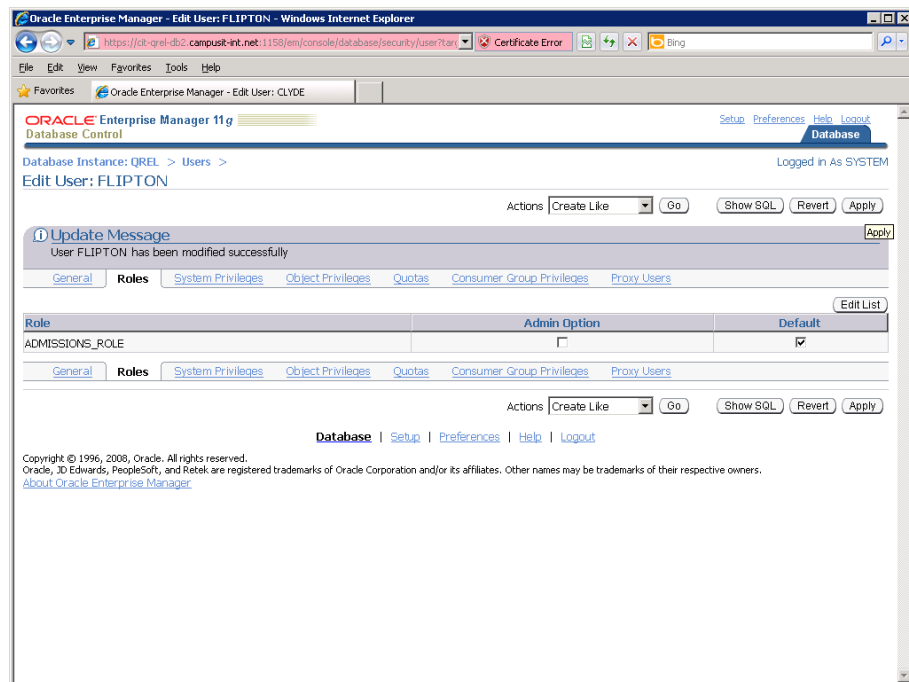 Oracle Enterprise Manager - Edit User: FLIPTON - Windows Internet Explorer
https://cit-qrel-db2.campusit-int.net:1158/em/console/database/security/user?tar Certificate Error Bing
File Edit View Favorites Tools Help
Favorites Oracle Enterprise Manager - Edit User: CLYDE
ORACLE Enterprise Manager 11g Setup Preferences Help Logout
Database Control Database
Database Instance: QREL > Users > Logged in As SYSTEM
Edit User: FLIPTON
Actions Create Like Go Show SQL Revert Apply
Update Message Apply
User FLIPTON has been modified successfully
General Roles System Privileges Object Privileges Quotas Consumer Group Privileges Proxy Users
Edit List
Role Admin Option Default
ADMISSIONS_ROLE
General Roles System Privileges Object Privileges Quotas Consumer Group Privileges Proxy Users
Actions Create Like Go Show SQL Revert Apply
Database | Setup | Preferences | Help | Logout
Copyright © 1996, 2008, Oracle. All rights reserved.
Oracle, JD Edwards, PeopleSoft, and Retek are registered trademarks of Oracle Corporation and/or its affiliates. Other names may be trademarks of their respective owners.
About Oracle Enterprise Manager